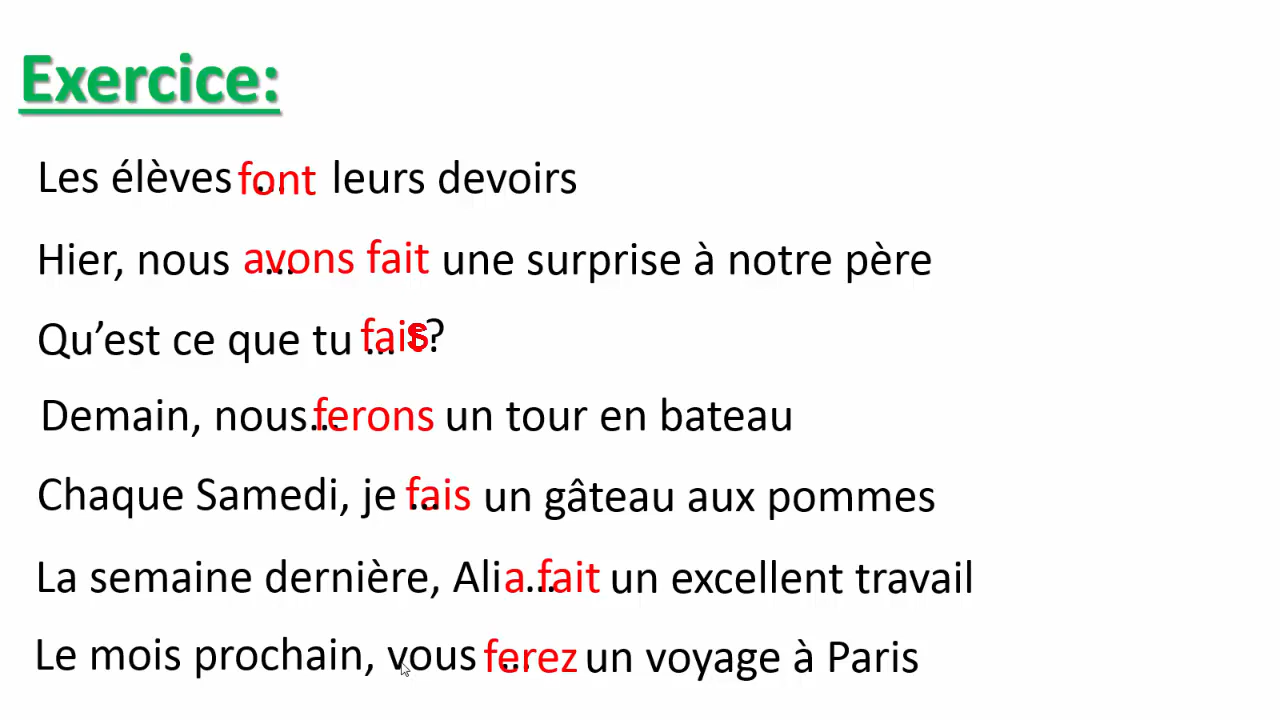 Exercice:
Les élèves font leurs devoirs
Hier, nous avons fait une surprise à notre père
Qu'est ce que tu fais ?
Demain, nous ferons un tour en bateau
Chaque Samedi, je fais un gâteau aux pommes
La semaine dernière, Ali a fait un excellent travail
Le mois prochain, vous ferez un voyage à Paris